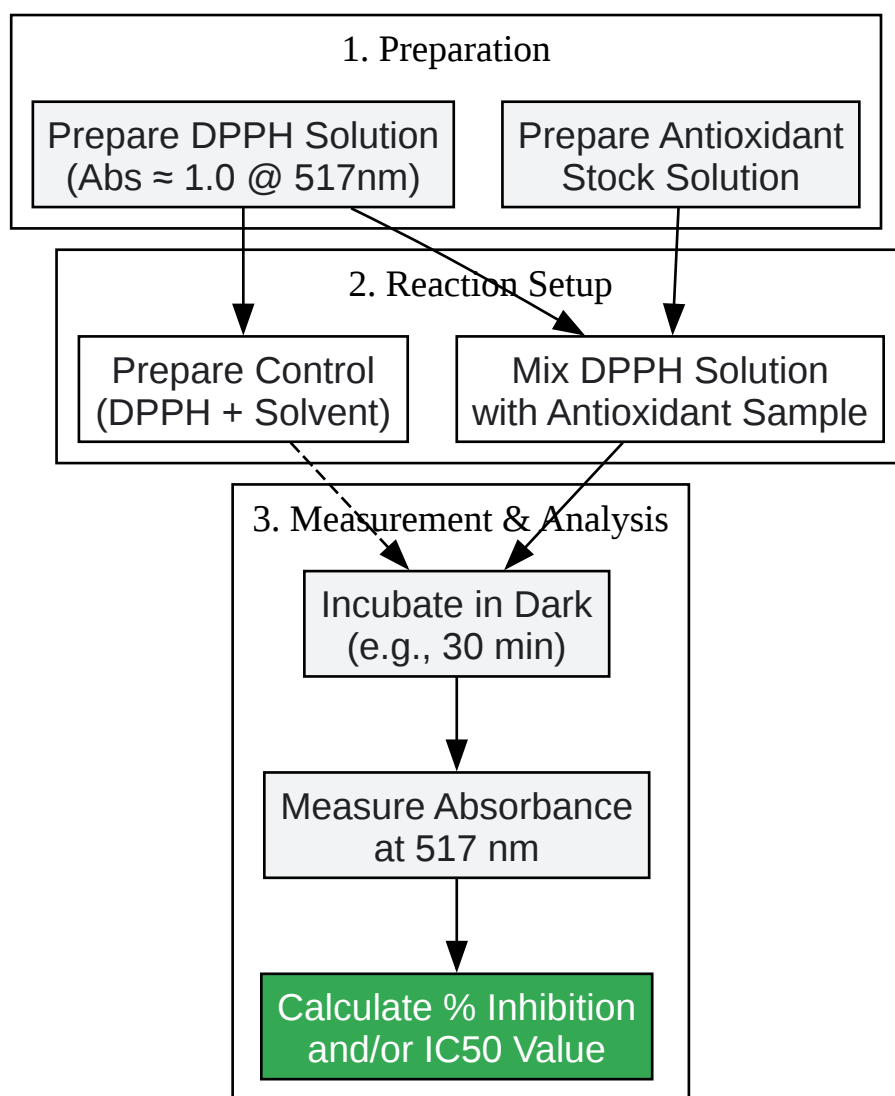 1. Preparation
Prepare DPPH Solution
(Abs ≈ 1.0 @ 517nm)
Prepare Antioxidant
Stock Solution
2. Reaction Setup
Prepare Control
(DPPH + Solvent)
Mix DPPH Solution
with Antioxidant Sample
3. Measurement & Analysis
Incubate in Dark
(e.g., 30 min)
Measure Absorbance
at 517 nm
Calculate % Inhibition
and/or IC50 Value